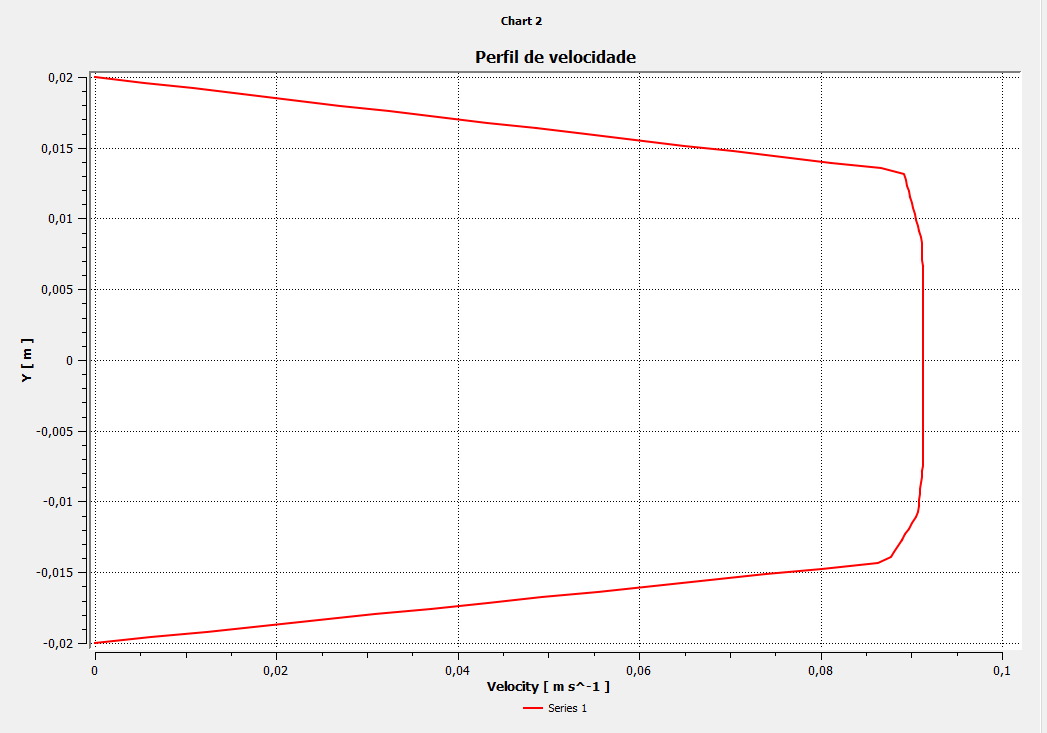 Chart 2
Perfil de velocidade
0,02
0,015
0,01
0,005
0
-0,005
-0,01
-0,015
-0,02
Y [ m ]
0 0,02 0,04 0,06 0,08 0,1
Velocity [ m s^-1 ]
Series 1